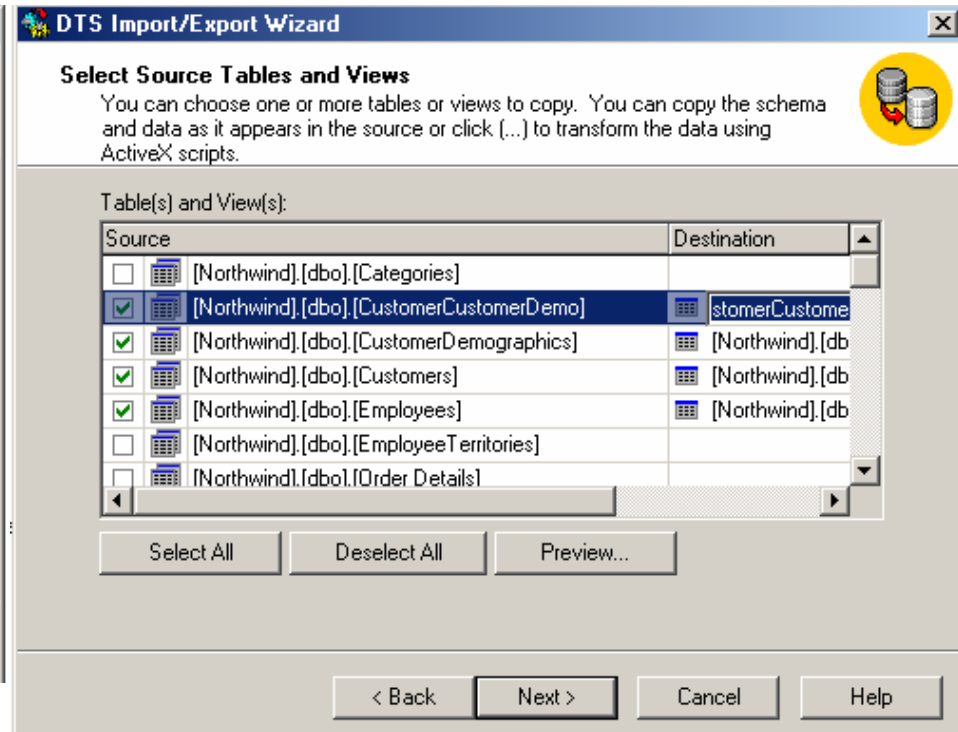 DTS Import/Export Wizard
Select Source Tables and Views
You can choose one or more tables or views to copy. You can copy the schema
and data as it appears in the source or click (...) to transform the data using
ActiveX scripts.
Table(s) and View(s):
Source Destination
[Northwind].[dbo].[Categories]
[Northwind].[dbo].[CustomerCustomerDemo] stomerCustome
[Northwind].[dbo].[CustomerDemographics] [Northwind].[db
[Northwind].[dbo].[Customers] [Northwind].[db
[Northwind].[dbo].[Employees] [Northwind].[db
[Northwind].[dbo].[EmployeeTerritories]
[Northwind].[dbo].[Order Details]
Select All Deselect All Preview...
< Back Next > Cancel Help